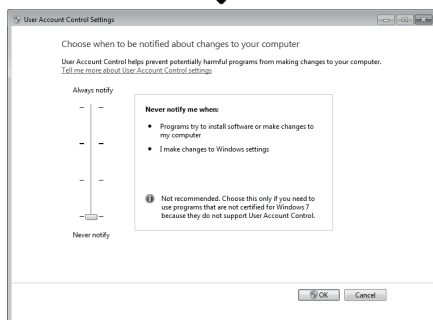 User Account Control Settings
Choose when to be notified about changes to your computer
User Account Control helps prevent potentially harmful programs from making changes to your computer.
Tell me more about User Account Control settings
Always notify
Never notify me when:
• Programs try to install software or make changes to
my computer
• I make changes to Windows settings
Not recommended. Choose this only if you need to
use programs that are not certified for Windows 7
because they do not support User Account Control.
Never notify
OK
Cancel